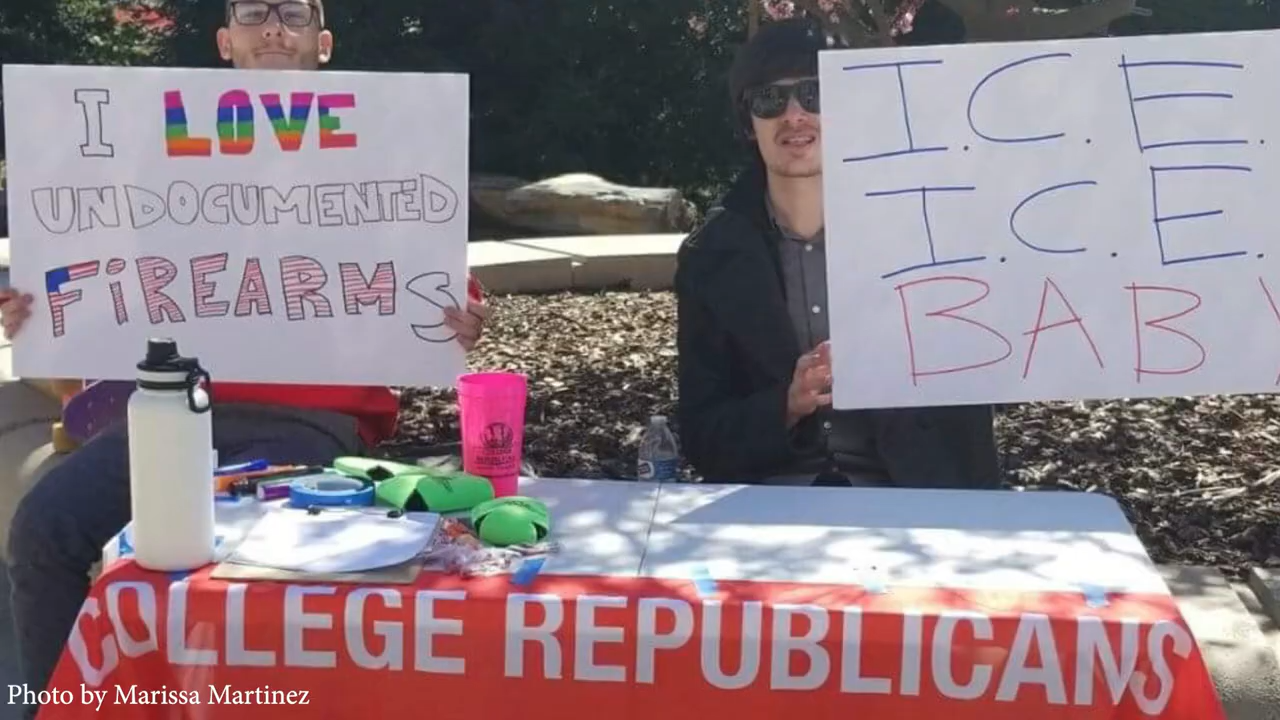 I LOVE
UNDOCUMENTED
FiREARMS
I.C.E.
I.C.E.
BABY
COLLEGE REPUBLICANS
Photo by Marissa Martinez